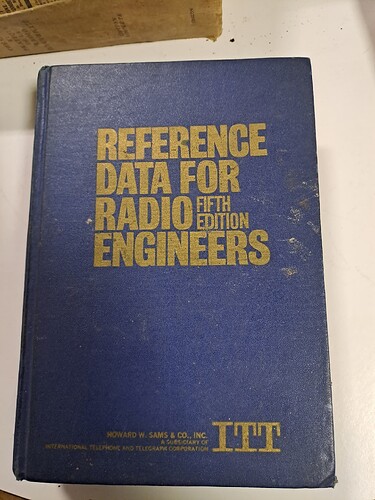 REFERENCE
DATA FOR
RADIO FIFTH EDITION
ENGINEERS
HOWARD W. SAMS & CO., INC.
A SUBSIDIARY OF
INTERNATIONAL TELEPHONE AND TELEGRAPH CORPORATION
ITT